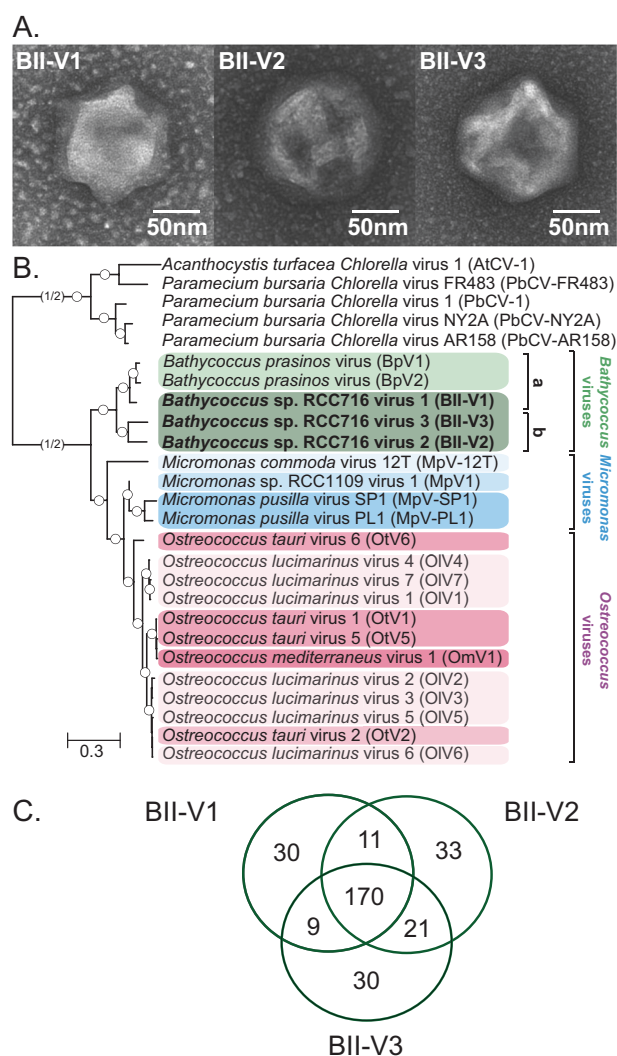 A.
BII-V1 BII-V2 BII-V3
50nm 50nm 50nm
B.
Acanthocystis turfacea Chlorella virus 1 (AtCV-1)
Paramecium bursaria Chlorella virus FR483 (PbCV-FR483)
(1/2)
Paramecium bursaria Chlorella virus 1 (PbCV-1)
Paramecium bursaria Chlorella virus NY2A (PbCV-NY2A)
Paramecium bursaria Chlorella virus AR158 (PbCV-AR158)
Bathycoccus prasinos virus (BpV1)
Bathycoccus prasinos virus (BpV2)
Bathycoccus sp. RCC716 virus 1 (BII-V1)
Bathycoccus sp. RCC716 virus 3 (BII-V3)
Bathycoccus sp. RCC716 virus 2 (BII-V2)
a
b
Bathycoccus
viruses
(1/2)
Micromonas commoda virus 12T (MpV-12T)
Micromonas sp. RCC1109 virus 1 (MpV1)
Micromonas pusilla virus SP1 (MpV-SP1)
Micromonas pusilla virus PL1 (MpV-PL1)
Micromonas
viruses
Ostreococcus tauri virus 6 (OtV6)
Ostreococcus lucimarinus virus 4 (OlV4)
Ostreococcus lucimarinus virus 7 (OlV7)
Ostreococcus lucimarinus virus 1 (OlV1)
Ostreococcus tauri virus 1 (OtV1)
Ostreococcus tauri virus 5 (OtV5)
Ostreococcus mediterraneus virus 1 (OmV1)
Ostreococcus lucimarinus virus 2 (OlV2)
Ostreococcus lucimarinus virus 3 (OlV3)
Ostreococcus lucimarinus virus 5 (OlV5)
Ostreococcus tauri virus 2 (OtV2)
Ostreococcus lucimarinus virus 6 (OlV6)
Ostreococcus
viruses
0.3
C.
BII-V1 BII-V2
30 11 33
170
9 21
30
BII-V3